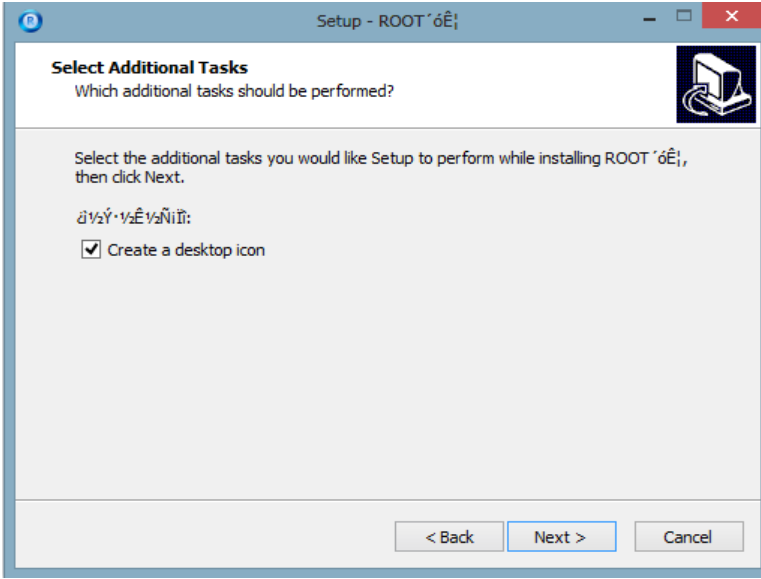 Setup - ROOT´óÊ¦
Select Additional Tasks
Which additional tasks should be performed?
Select the additional tasks you would like Setup to perform while installing ROOT´óÊ¦,
then click Next.
¿ì½Ý·½Ê½Ñ¡Ïî:
Create a desktop icon
< Back
Next >
Cancel